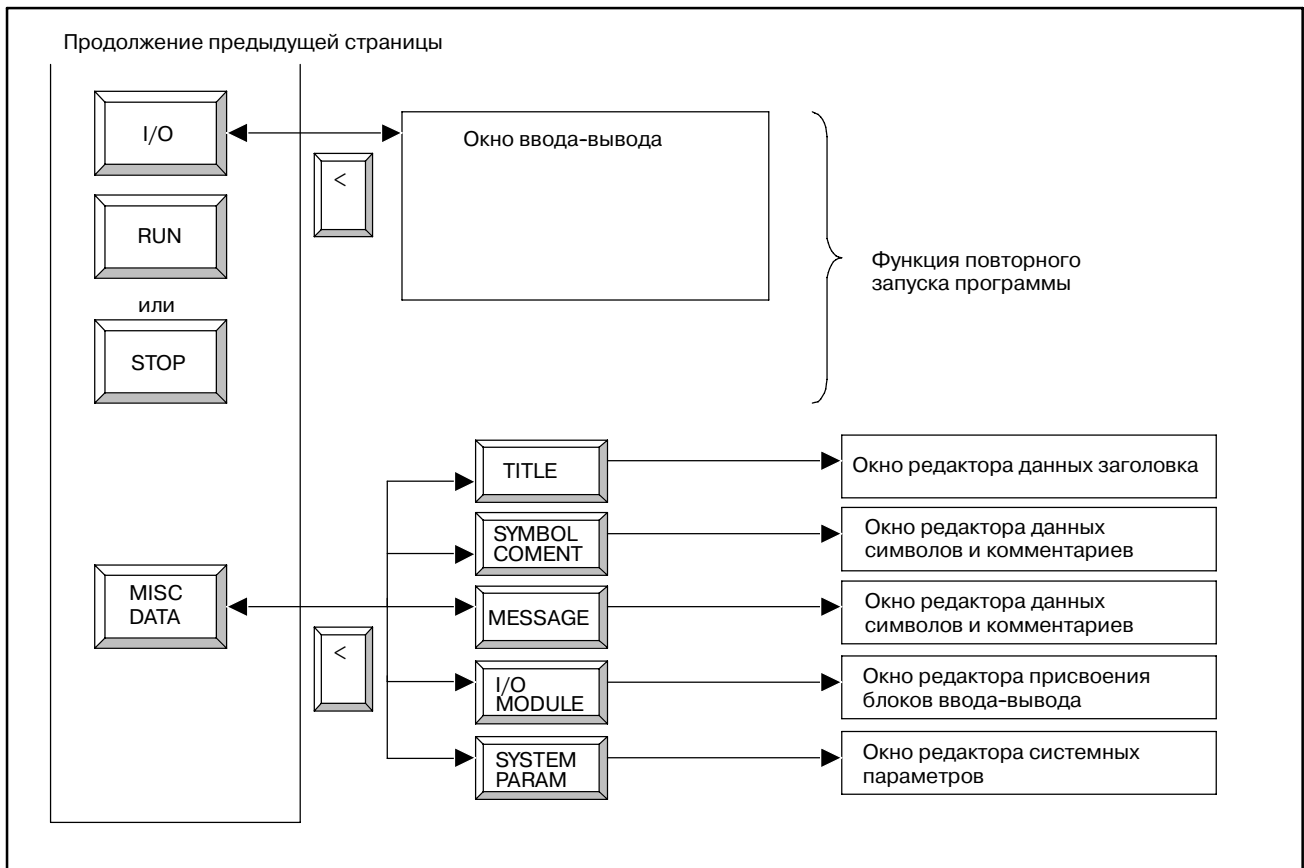 Продолжение предыдущей страницы
I/O
<
Окно ввода-вывода
RUN
или
STOP
Функция повторного
запуска программы
MISC
DATA
<
TITLE
Окно редактора данных заголовка
SYMBOL
COMENT
Окно редактора данных
символов и комментариев
MESSAGE
Окно редактора данных
символов и комментариев
I/O
MODULE
Окно редактора присвоения
блоков ввода-вывода
SYSTEM
PARAM
Окно редактора системных
параметров